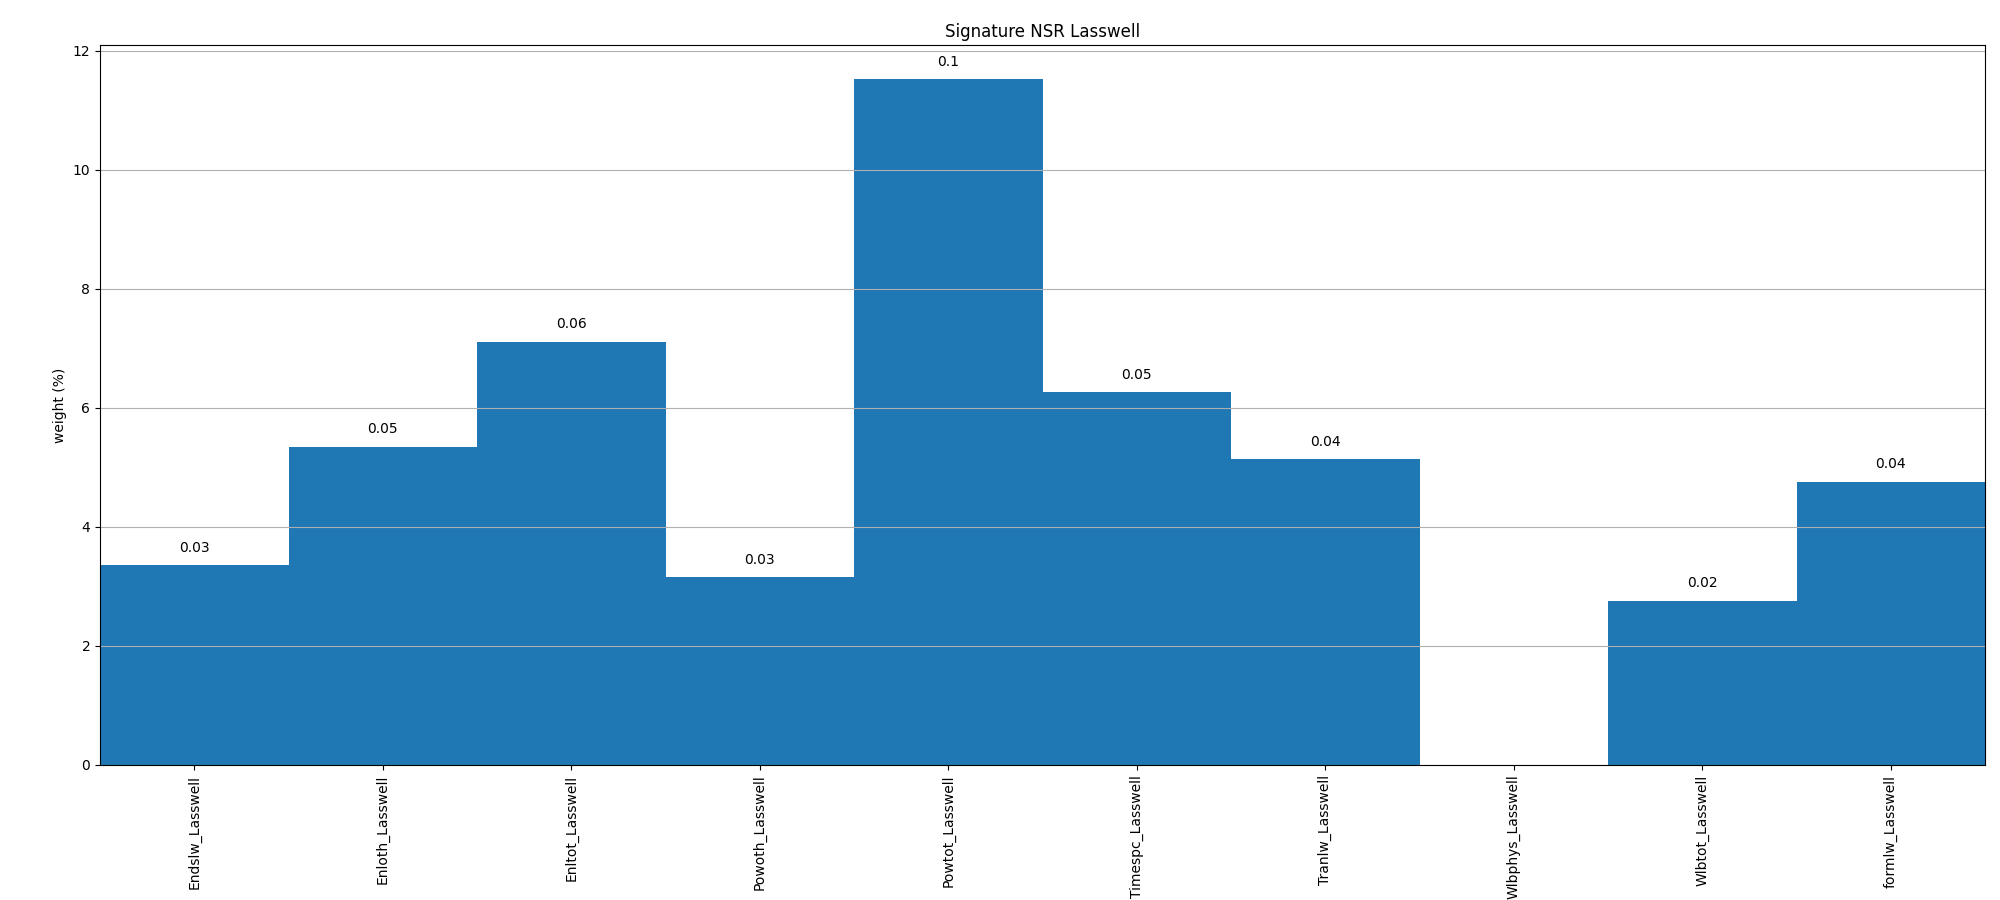 Signature NSR Lasswell
12
10
8
6
4
2
0
weight (%)
0.03
0.05
0.06
0.03
0.1
0.05
0.04
0.02
0.04
Endslw_Lasswell
Enloth_Lasswell
Enltot_Lasswell
Powoth_Lasswell
Powtot_Lasswell
Timespc_Lasswell
Tranlw_Lasswell
Wlbphys_Lasswell
Wlbtot_Lasswell
formlw_Lasswell